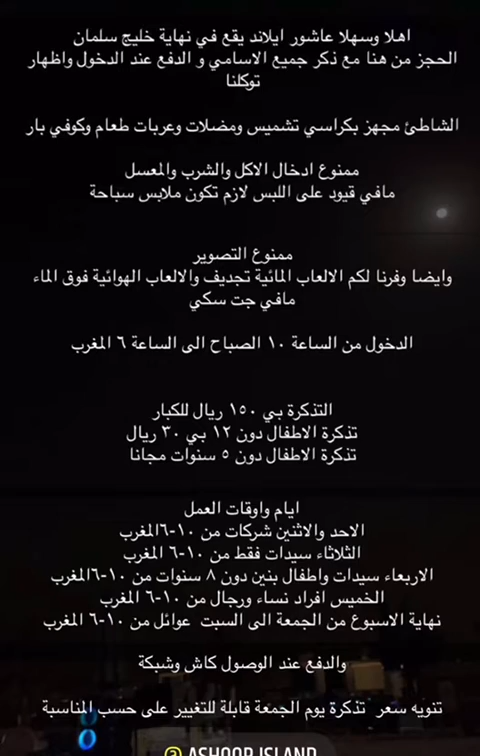 اهلا وسهلا عاشور ايلاند يقع في نهاية خليج سلمان
الحجز من هنا مع ذكر جميع الاسامي و الدفع عند الدخول واظهار
توكلنا
الشاطئ مجهز بكراسي تشميس ومضلات وعربات طعام وكوفي بار
ممنوع ادخال الاكل والشرب والمعسل
مافي قيود على اللبس لازم تكون ملابس سباحة
ممنوع التصوير
وايضا وفرنا لكم الالعاب المائية تجديف والالعاب الهوائية فوق الماء
مافي جت سكي
الدخول من الساعة ١٠ الصباح الى الساعة ٦ المغرب
التذكرة بي ١٥٠ ريال للكبار
تذكرة الاطفال دون ١٢ بي ٣٠ ريال
تذكرة الاطفال دون ٥ سنوات مجانا
ايام واوقات العمل
الاحد والاثنين شركات من ١٠-٦المغرب
الثلاثاء سيدات فقط من ١٠-٦ المغرب
الاربعاء سيدات واطفال بنين دون ٨ سنوات من ١٠-٦المغرب
الخميس افراد نساء ورجال من ١٠-٦ المغرب
نهاية الاسبوع من الجمعة الى السبت عوائل من ١٠-٦ المغرب
والدفع عند الوصول كاش وشبكة
تنويه سعر تذكرة يوم الجمعة قابلة للتغيير على حسب المناسبة
@ ASHOOR ISLAND